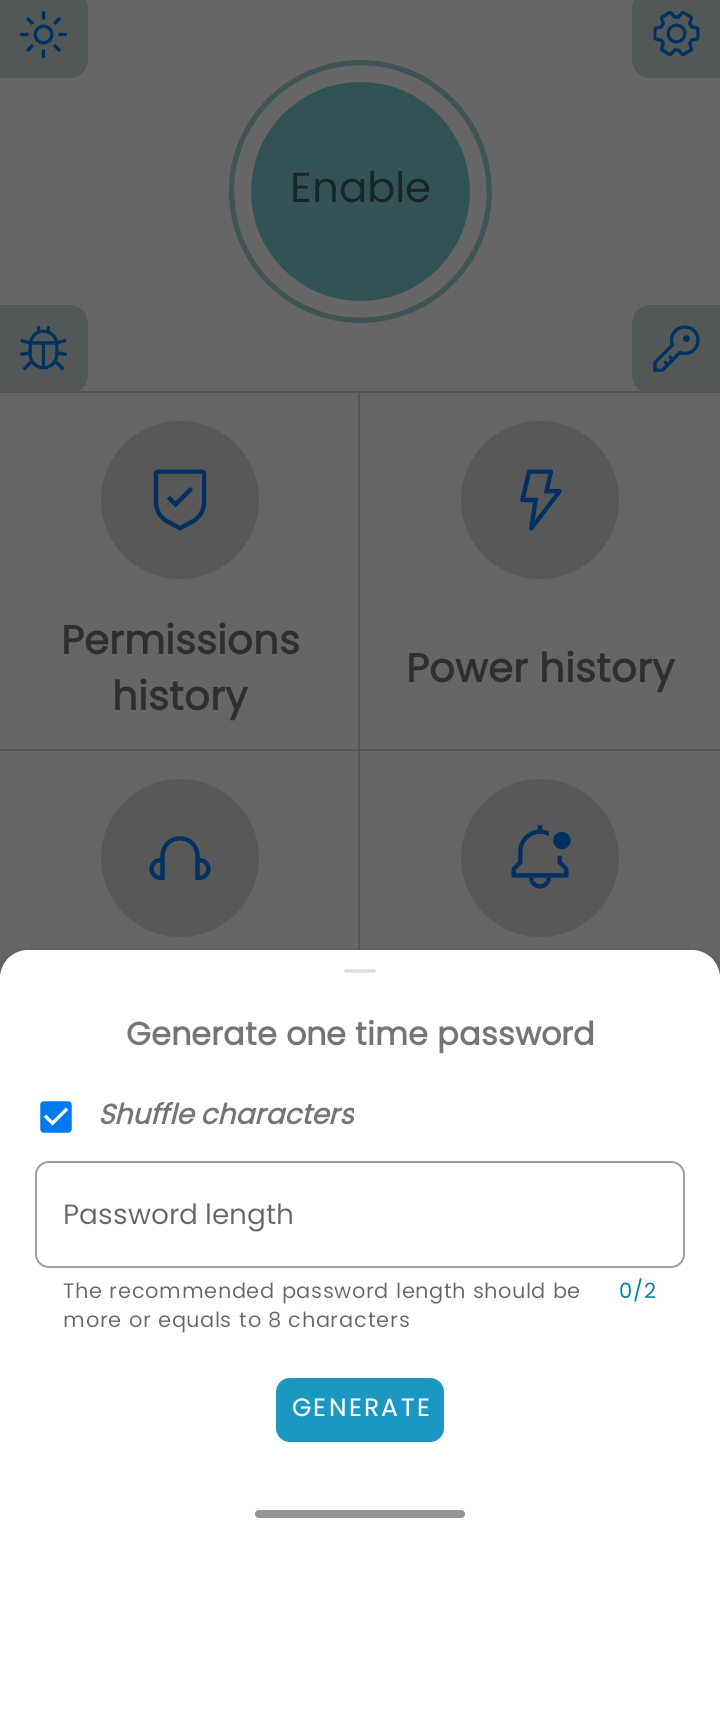 Enable
Permissions
history
Power history
Generate one time password
Shuffle characters
Password length
The recommended password length should be
more or equals to 8 characters
0/2
GENERATE